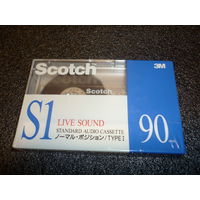 Scotch
3M
Scotch
S1
LIVE SOUND
STANDARD AUDIO CASSETTE
ノーマル・ポジション/TYPE I
90